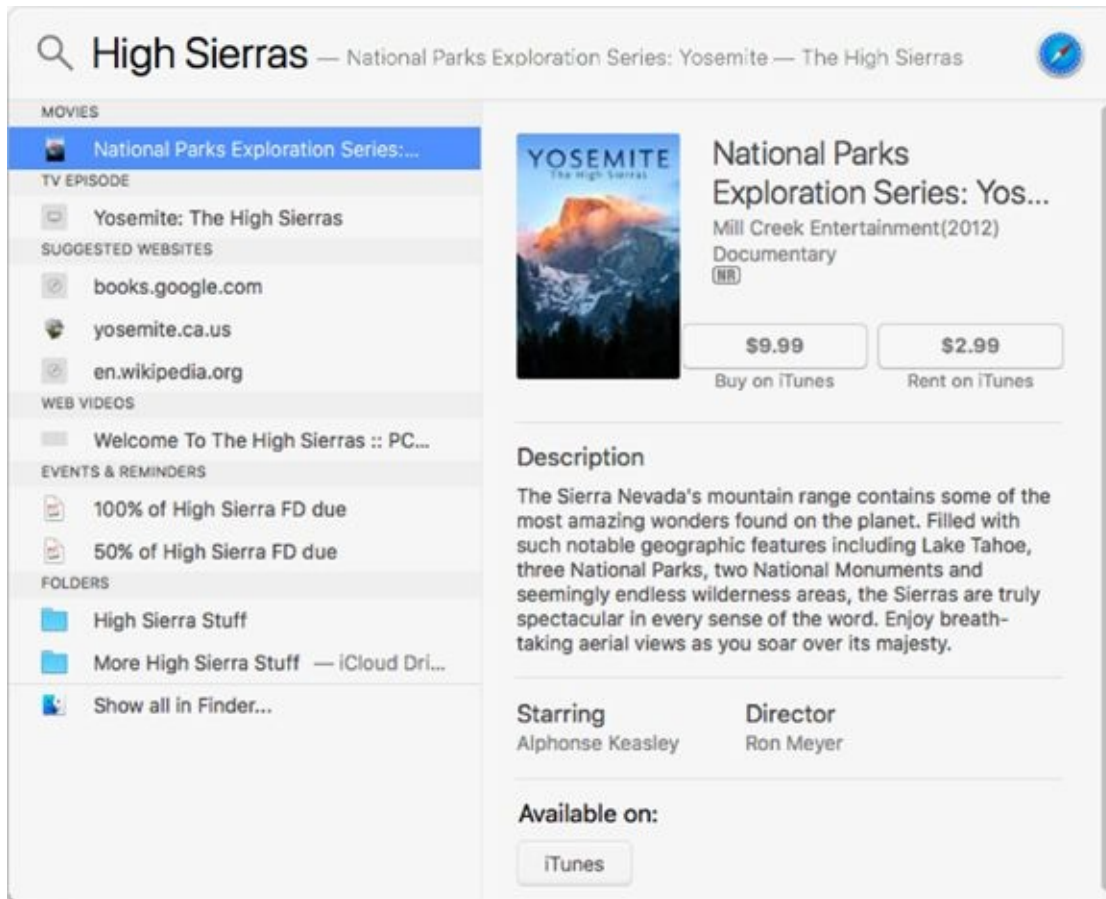 High Sierras — National Parks Exploration Series: Yosemite — The High Sierras
MOVIES
National Parks Exploration Series:...
TV EPISODE
Yosemite: The High Sierras
SUGGESTED WEBSITES
books.google.com
yosemite.ca.us
en.wikipedia.org
WEB VIDEOS
Welcome To The High Sierras :: PC...
EVENTS & REMINDERS
100% of High Sierra FD due
50% of High Sierra FD due
FOLDERS
High Sierra Stuff
More High Sierra Stuff — iCloud Dri...
Show all in Finder...
YOSEMITE
The High Sierras
National Parks
Exploration Series: Yos...
Mill Creek Entertainment(2012)
Documentary
NR
$9.99
Buy on iTunes
$2.99
Rent on iTunes
Description
The Sierra Nevada's mountain range contains some of the
most amazing wonders found on the planet. Filled with
such notable geographic features including Lake Tahoe,
three National Parks, two National Monuments and
seemingly endless wilderness areas, the Sierras are truly
spectacular in every sense of the word. Enjoy breath-
taking aerial views as you soar over its majesty.
Starring
Alphonse Keasley
Director
Ron Meyer
Available on:
iTunes